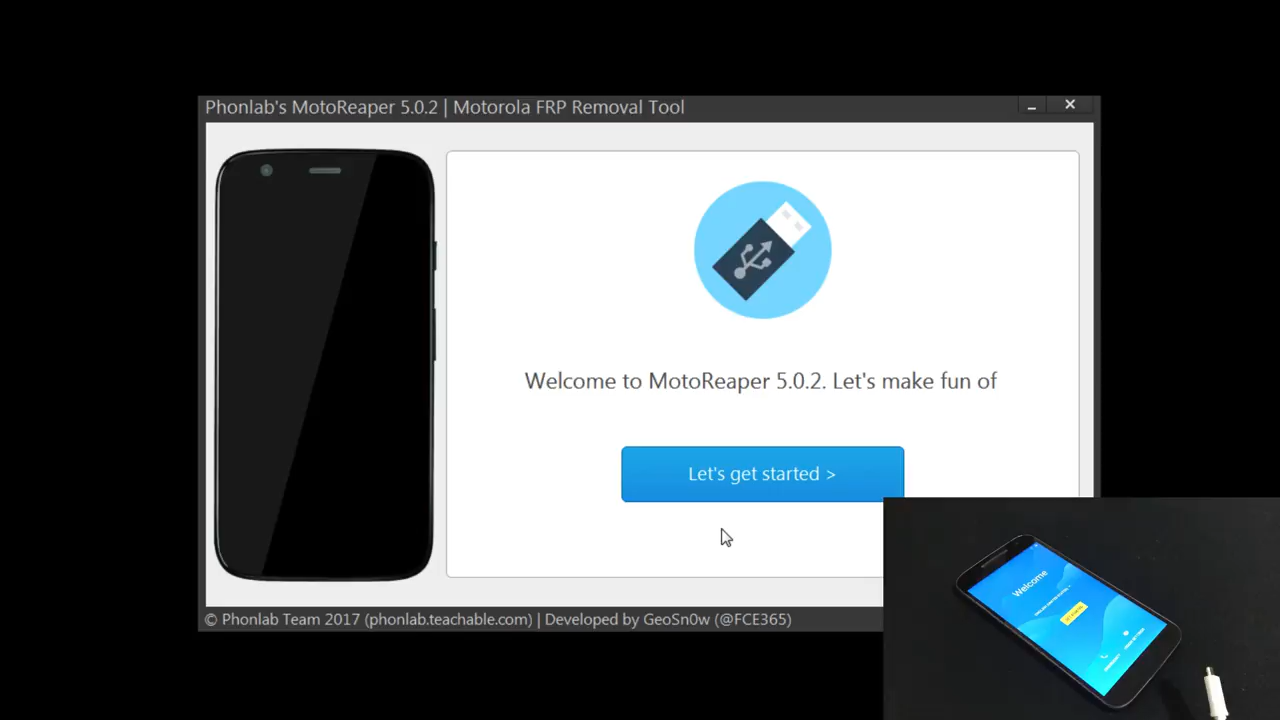 Phonlab's MotoReaper 5.0.2 | Motorola FRP Removal Tool
Welcome to MotoReaper 5.0.2. Let's make fun of
Let's get started >
Welcome
© Phonlab Team 2017 (phonlab.teachable.com) | Developed by GeoSn0w (@FCE365)